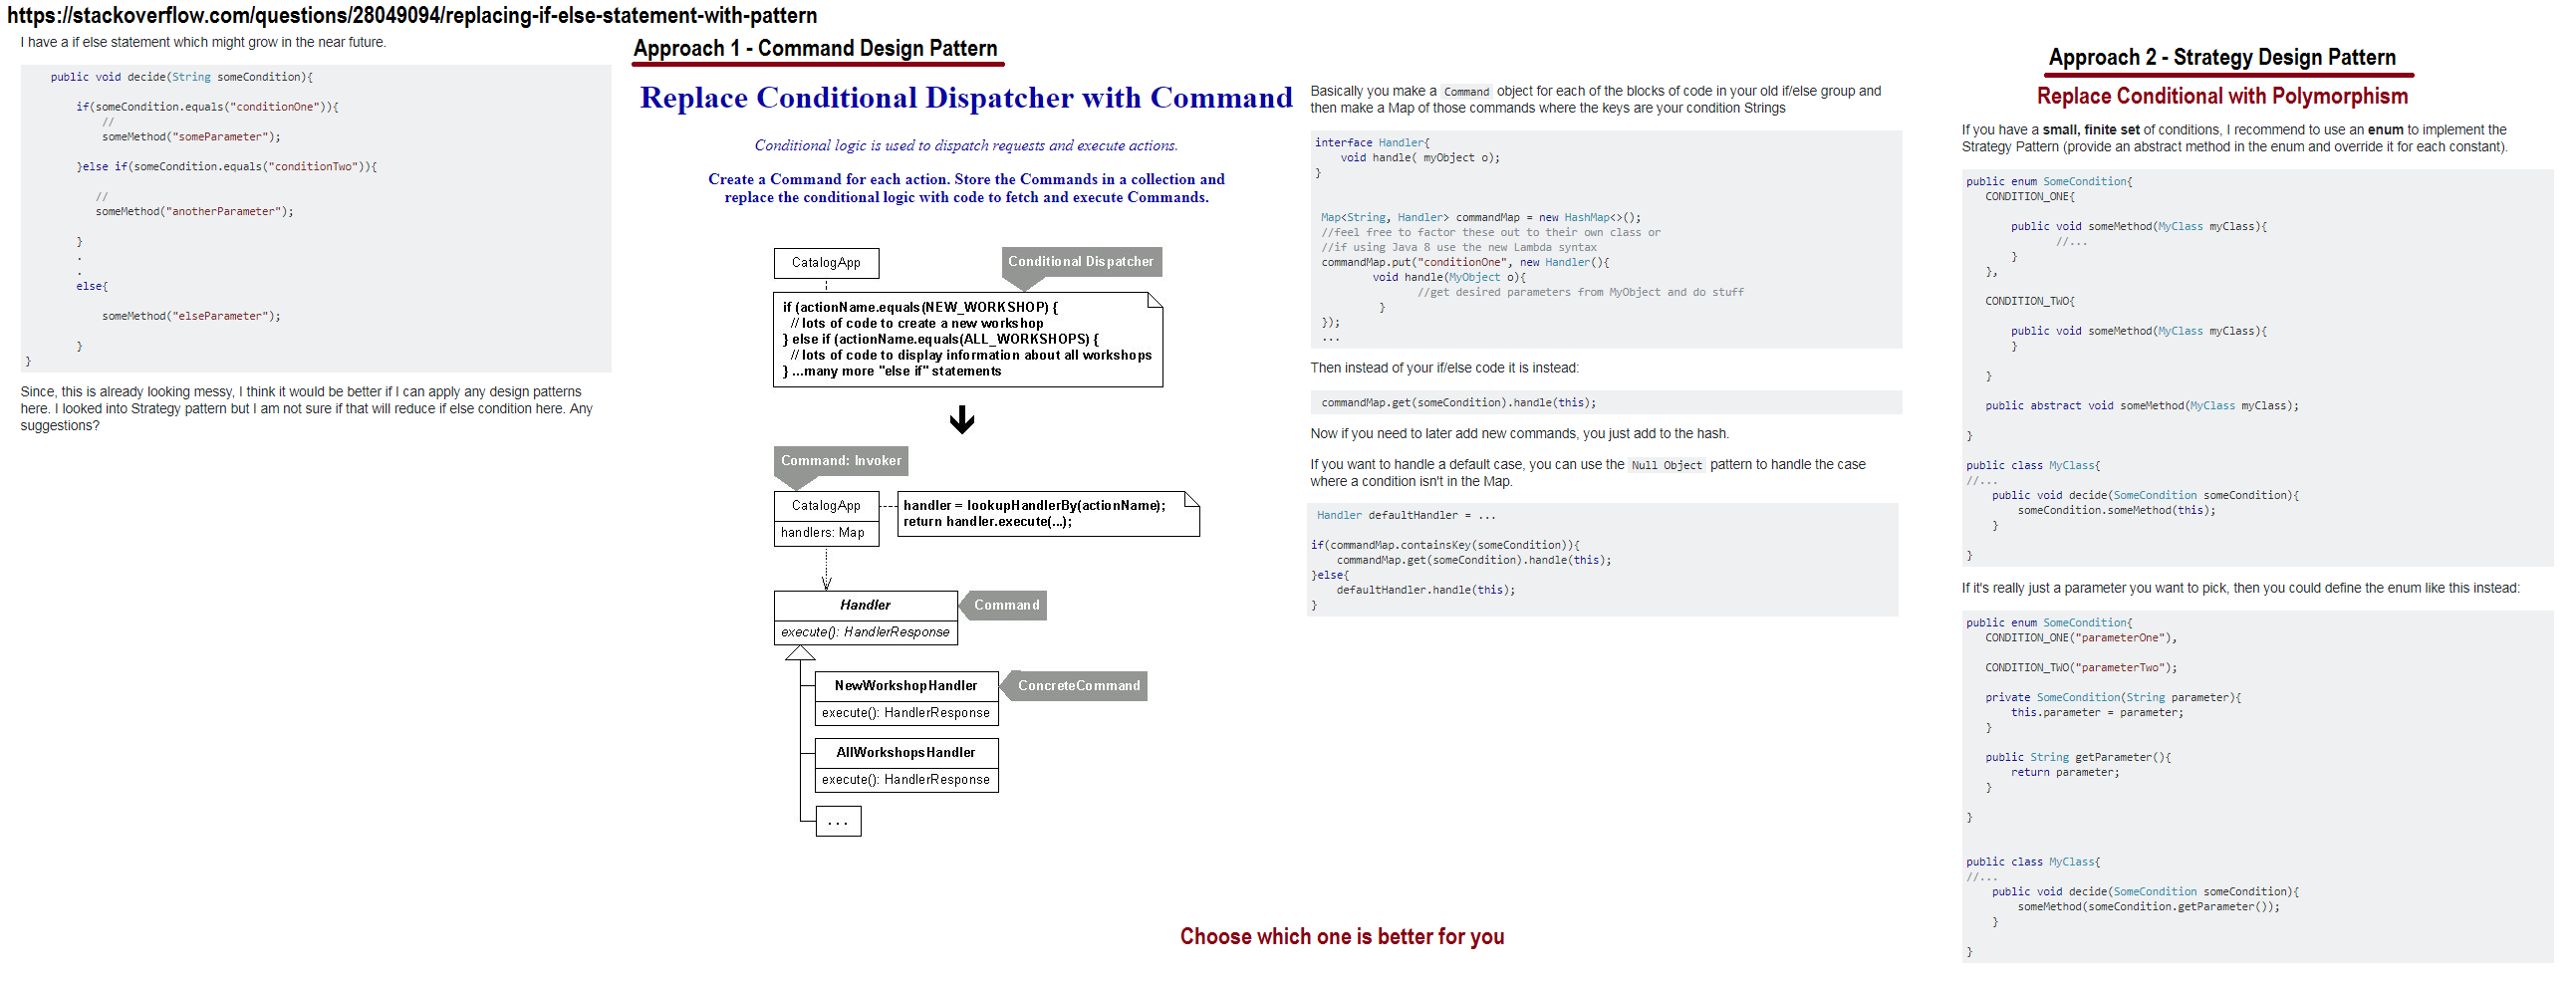 https://stackoverflow.com/questions/28049094/replacing-if-else-statement-with-pattern
I have a if else statement which might grow in the near future.
public void decide(String someCondition){
if(someCondition.equals("conditionOne")){
//
someMethod("someParameter");
}else if(someCondition.equals("conditionTwo")){
//
someMethod("anotherParameter");
}
.
.
else{
someMethod("elseParameter");
}
}
Since, this is already looking messy, I think it would be better if I can apply any design patterns
here. I looked into Strategy pattern but I am not sure if that will reduce if else condition here. Any
suggestions?
Approach 1 - Command Design Pattern
Replace Conditional Dispatcher with Command
Conditional logic is used to dispatch requests and execute actions.
Create a Command for each action. Store the Commands in a collection and
replace the conditional logic with code to fetch and execute Commands.
CatalogApp
Conditional Dispatcher
if (actionName.equals(NEW_WORKSHOP) {
// lots of code to create a new workshop
} else if (actionName.equals(ALL_WORKSHOPS) {
// lots of code to display information about all workshops
} ...many more "else if" statements
Command: Invoker
CatalogApp
handlers: Map
handler = lookupHandlerBy(actionName);
return handler.execute(...);
Handler
execute(): HandlerResponse
Command
NewWorkshopHandler
execute(): HandlerResponse
ConcreteCommand
AllWorkshopsHandler
execute(): HandlerResponse
...
Basically you make a Command object for each of the blocks of code in your old if/else group and
then make a Map of those commands where the keys are your condition Strings
interface Handler{
void handle( myObject o);
}
Map<String, Handler> commandMap = new HashMap<>();
//feel free to factor these out to their own class or
//if using Java 8 use the new Lambda syntax
commandMap.put("conditionOne", new Handler(){
void handle(MyObject o){
//get desired parameters from MyObject and do stuff
}
});
...
Then instead of your if/else code it is instead:
commandMap.get(someCondition).handle(this);
Now if you need to later add new commands, you just add to the hash.
If you want to handle a default case, you can use the Null Object pattern to handle the case
where a condition isn't in the Map.
Handler defaultHandler = ...
if(commandMap.containsKey(someCondition)){
commandMap.get(someCondition).handle(this);
}else{
defaultHandler.handle(this);
}
Approach 2 - Strategy Design Pattern
Replace Conditional with Polymorphism
If you have a small, finite set of conditions, I recommend to use an enum to implement the
Strategy Pattern (provide an abstract method in the enum and override it for each constant).
public enum SomeCondition{
CONDITION_ONE{
public void someMethod(MyClass myClass){
//...
}
},
CONDITION_TWO{
public void someMethod(MyClass myClass){
}
}
public abstract void someMethod(MyClass myClass);
}
public class MyClass{
//...
public void decide(SomeCondition someCondition){
someCondition.someMethod(this);
}
}
If it's really just a parameter you want to pick, then you could define the enum like this instead:
public enum SomeCondition{
CONDITION_ONE("parameterOne"),
CONDITION_TWO("parameterTwo");
private SomeCondition(String parameter){
this.parameter = parameter;
}
public String getParameter(){
return parameter;
}
}
public class MyClass{
//...
public void decide(SomeCondition someCondition){
someMethod(someCondition.getParameter());
}
}
Choose which one is better for you